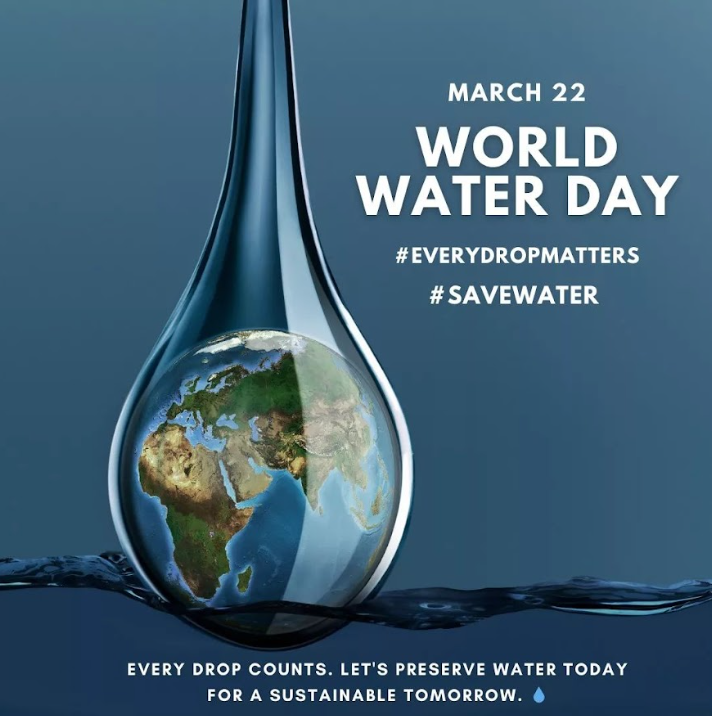 MARCH 22
WORLD
WATER DAY
#EVERYDROPMATTERS
#SAVEWATER
EVERY DROP COUNTS. LET'S PRESERVE WATER TODAY
FOR A SUSTAINABLE TOMORROW. 💧